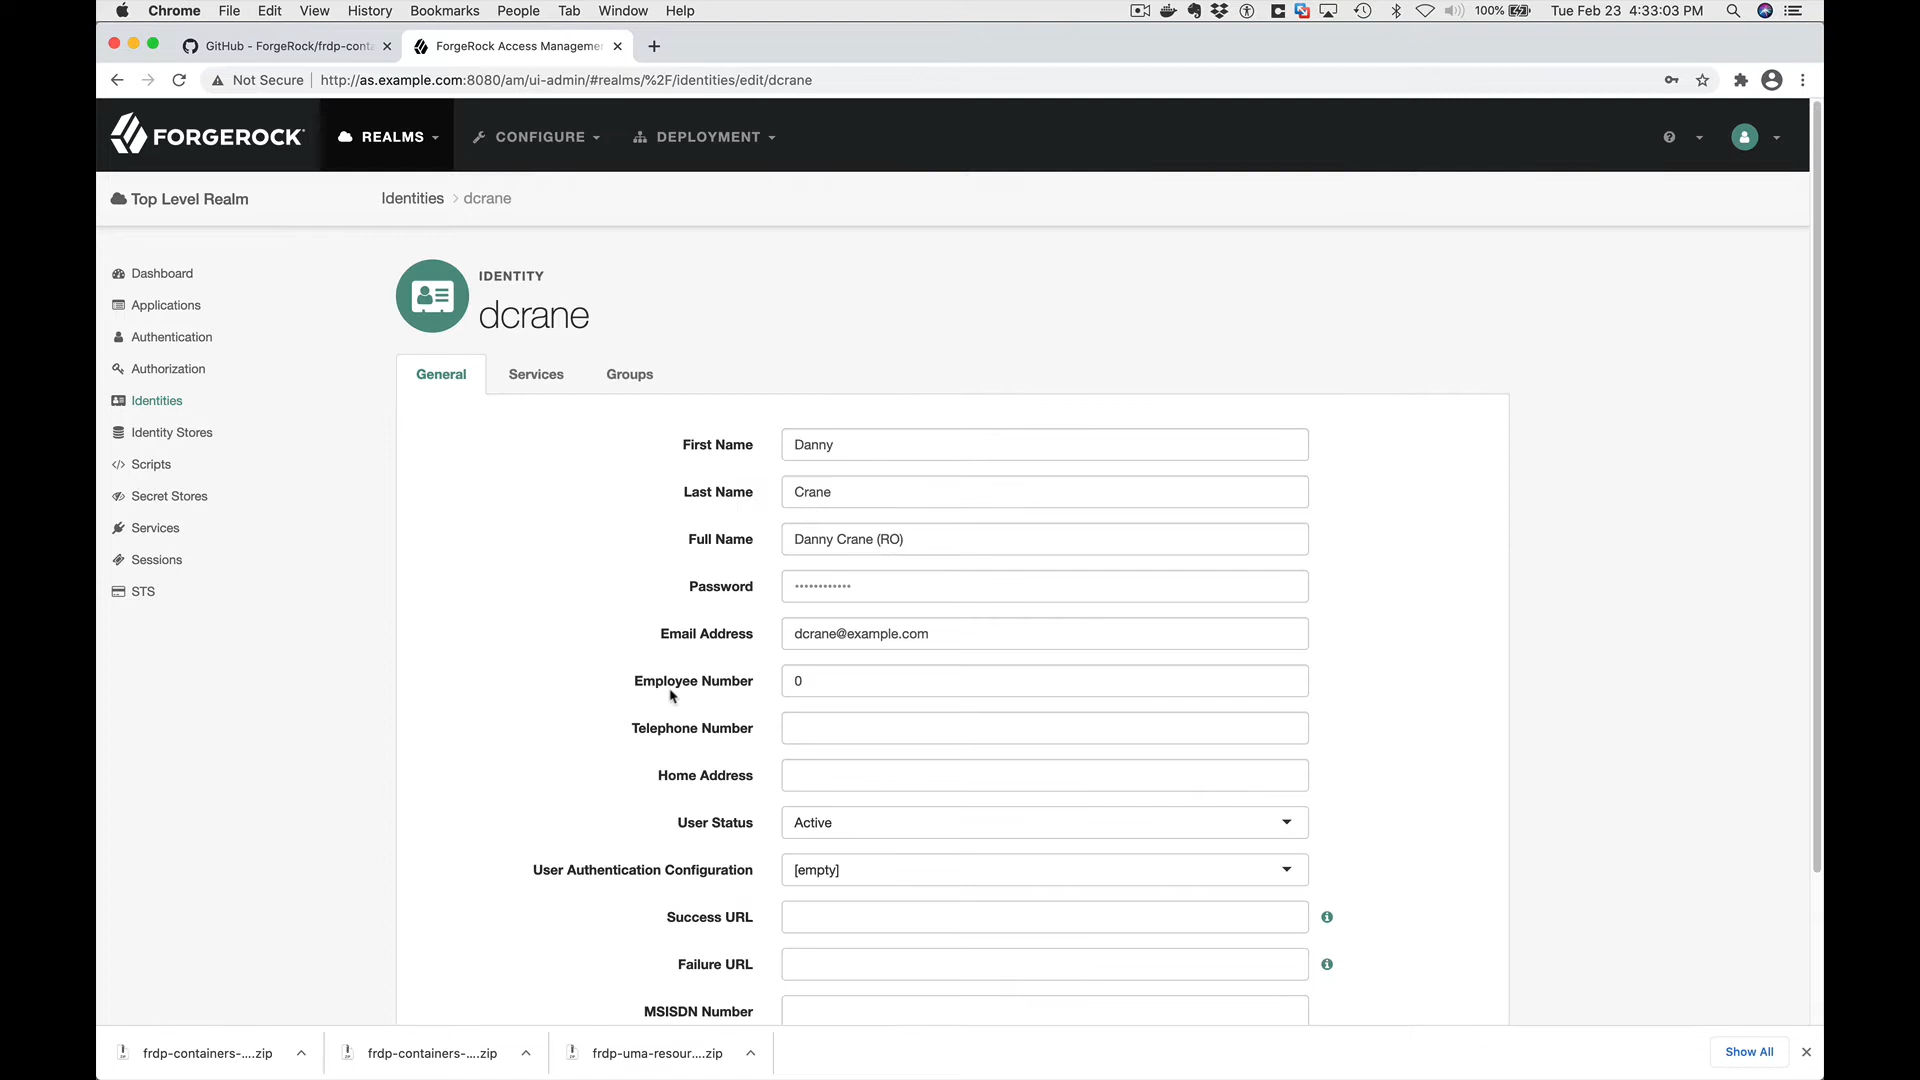 Chrome File Edit View History Bookmarks People Tab Window Help 100% Tue Feb 23 4:33:03 PM
GitHub - ForgeRock/frdp-conta
ForgeRock Access Manageme
Not Secure http://as.example.com:8080/am/ui-admin/#realms/%2F/identities/edit/dcrane
FORGEROCK REALMS CONFIGURE DEPLOYMENT
Top Level Realm
Identities > dcrane
Dashboard
Applications
Authentication
Authorization
Identities
Identity Stores
Scripts
Secret Stores
Services
Sessions
STS
IDENTITY
dcrane
General Services Groups
First Name Danny
Last Name Crane
Full Name Danny Crane (RO)
Password ••••••••••••
Email Address dcrane@example.com
Employee Number 0
Telephone Number
Home Address
User Status Active
User Authentication Configuration [empty]
Success URL
Failure URL
MSISDN Number
frdp-containers-....zip
frdp-containers-....zip
frdp-uma-resour....zip
Show All